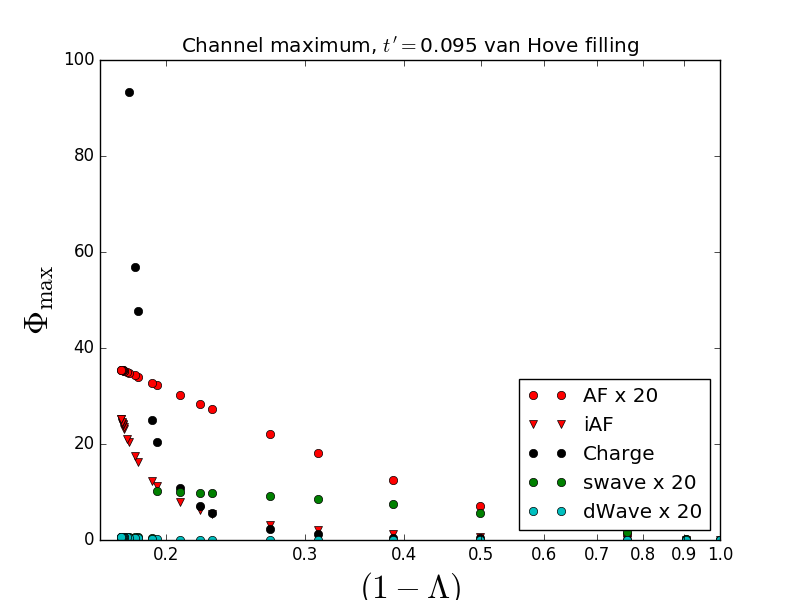 Channel maximum, t′ = 0.095 van Hove filling
100
80
60
40
20
0
Φmax
AF x 20
iAF
Charge
swave x 20
dWave x 20
0.2 0.3 0.4 0.5 0.6 0.7 0.8 0.9 1.0
(1 − Λ)